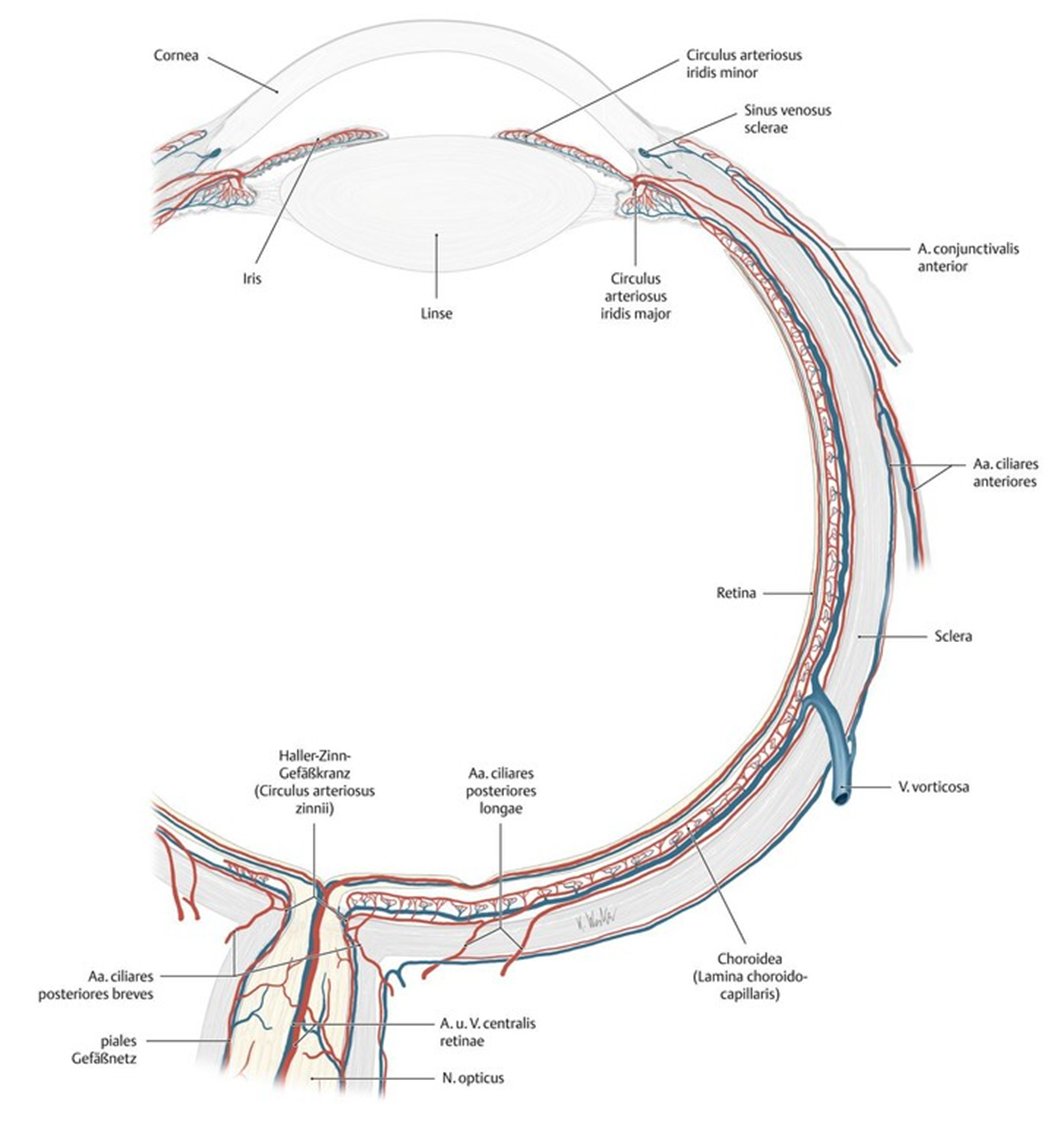 Cornea
Circulus arteriosus
iridis minor
Sinus venosus
sclerae
A. conjunctivalis
anterior
Iris
Linse
Circulus
arteriosus
iridis major
Aa. ciliares
anteriores
Retina
Sclera
Haller-Zinn-
Gefäßkranz
(Circulus arteriosus
zinnii)
Aa. ciliares
posteriores
longae
V. vorticosa
Choroidea
(Lamina choroido-
capillaris)
Aa. ciliares
posteriores breves
piales
Gefäßnetz
A. u. V. centralis
retinae
N. opticus